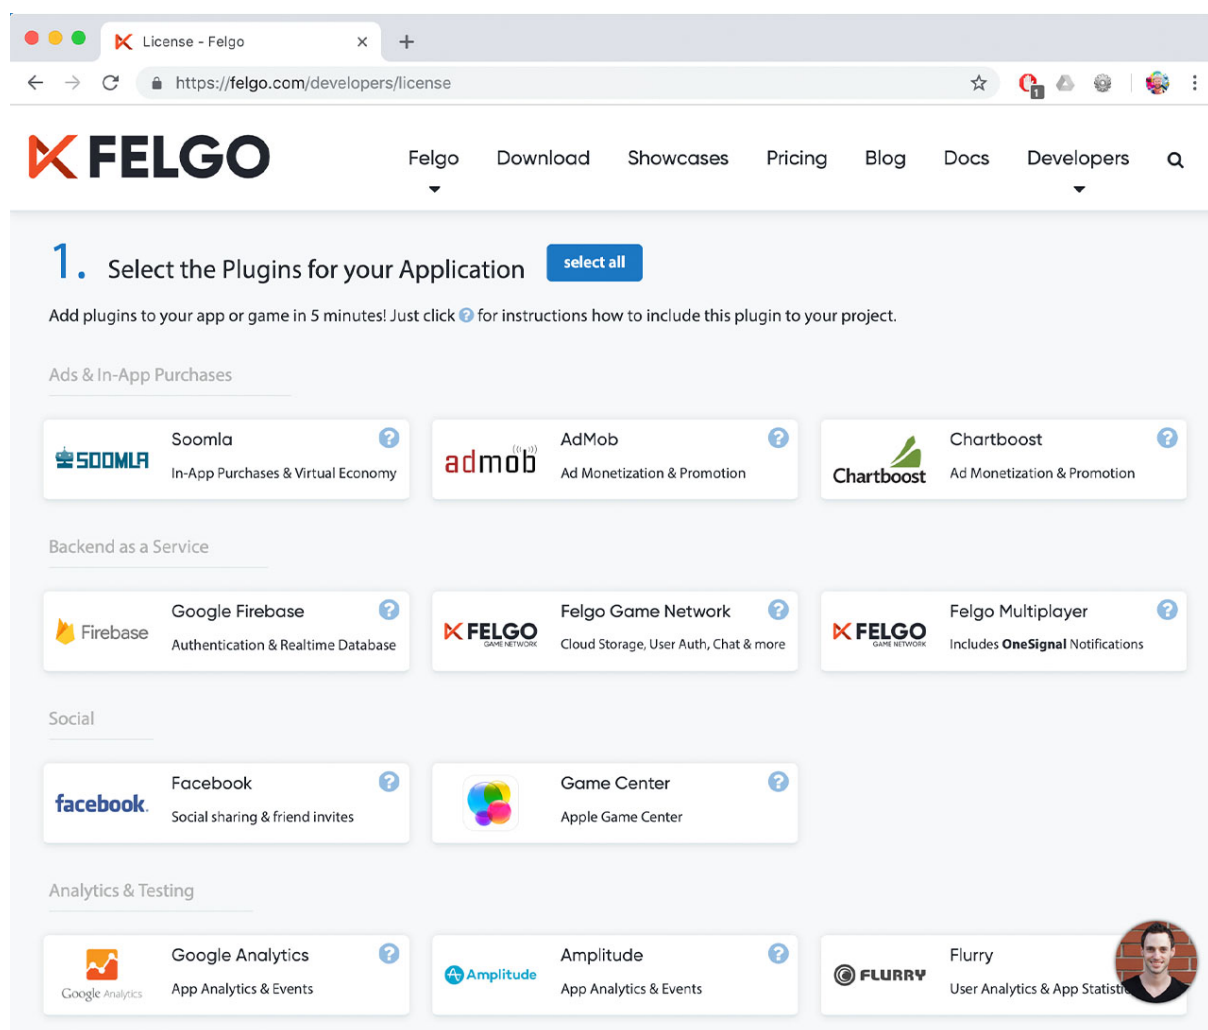 License - Felgo
https://felgo.com/developers/license
1
FELGO
Felgo Download Showcases Pricing Blog Docs Developers
1. Select the Plugins for your Application select all
Add plugins to your app or game in 5 minutes! Just click ? for instructions how to include this plugin to your project.
Ads & In-App Purchases
SOOMLA Soomla ?
In-App Purchases & Virtual Economy
admob AdMob ?
Ad Monetization & Promotion
Chartboost Chartboost ?
Ad Monetization & Promotion
Backend as a Service
Firebase Google Firebase ?
Authentication & Realtime Database
FELGO Felgo Game Network ?
GAME NETWORK Cloud Storage, User Auth, Chat & more
FELGO Felgo Multiplayer ?
GAME NETWORK Includes OneSignal Notifications
Social
facebook. Facebook ?
Social sharing & friend invites
Game Center ?
Apple Game Center
Analytics & Testing
Google Analytics ?
Google Analytics App Analytics & Events
Amplitude Amplitude ?
App Analytics & Events
FLURRY Flurry
User Analytics & App Statisti